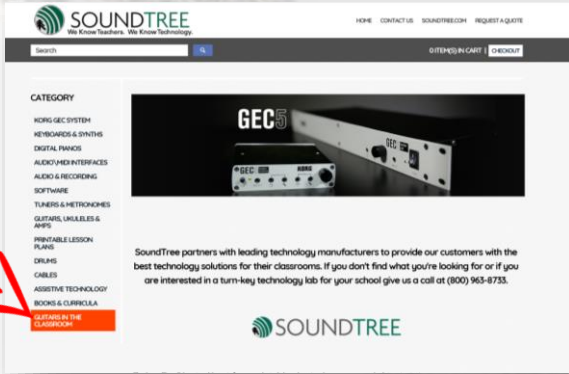 SOUNDTREE
We Know Teachers. We Know Technology.
HOME CONTACT US SOUNDTREE.COM REQUEST A QUOTE
Search
0 ITEM(S) IN CART | CHECKOUT
CATEGORY
KORG GEC SYSTEM
KEYBOARDS & SYNTHS
DIGITAL PIANOS
AUDIO\MIDI INTERFACES
AUDIO & RECORDING
SOFTWARE
TUNERS & METRONOMES
GUITARS, UKULELES &
AMPS
PRINTABLE LESSON
PLANS
DRUMS
CABLES
ASSISTIVE TECHNOLOGY
BOOKS & CURRICULA
GUITARS IN THE
CLASSROOM
GEC5
GEC
GEC
KORG
SoundTree partners with leading technology manufacturers to provide our customers with the
best technology solutions for their classrooms. If you don't find what you're looking for or if you
are interested in a turn-key technology lab for your school give us a call at (800) 963-8733.
SOUNDTREE